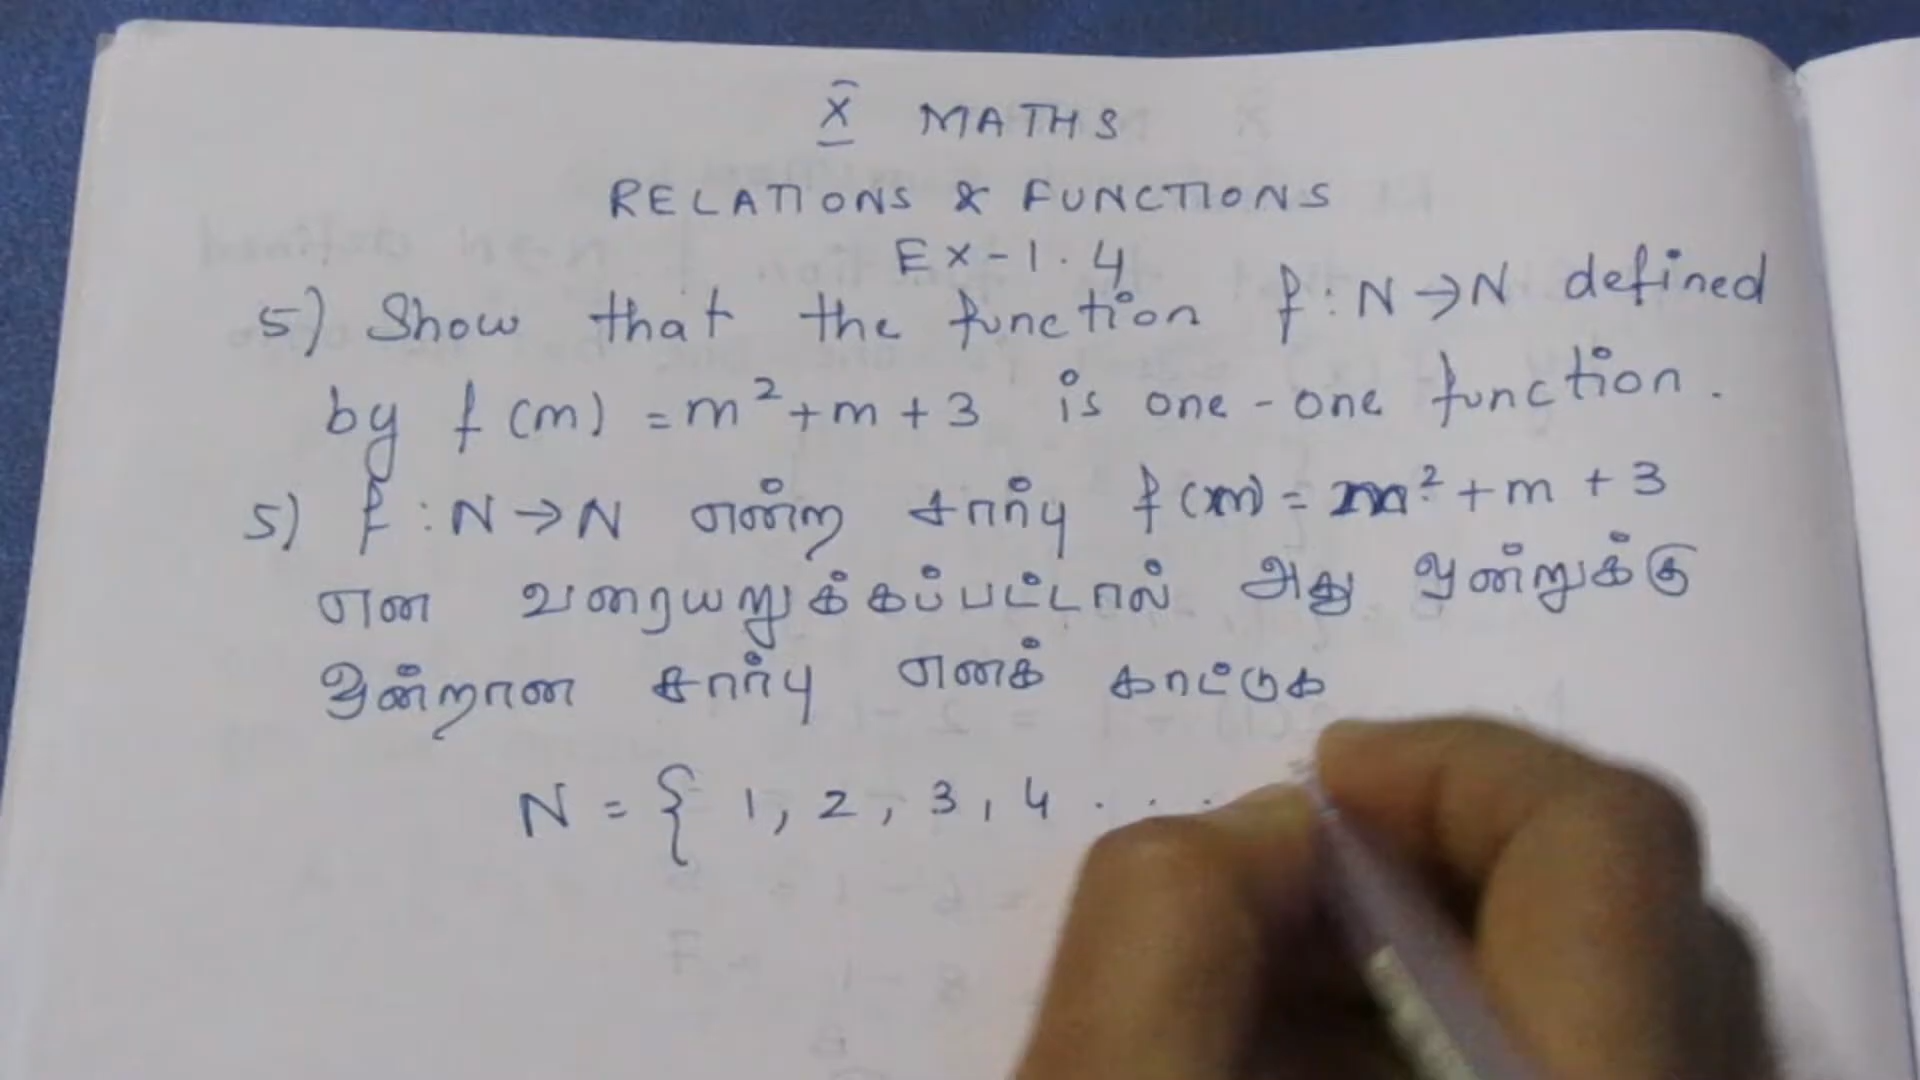 X MATHS
RELATIONS & FUNCTIONS
Ex-1.4
5) Show that the function f : N → N defined
by f(m) = m² + m + 3 is one-one function.
5) f : N → N என்ற சார்பு f(m) = m² + m + 3
என வரையறுக்கப்பட்டால் அது ஒன்றுக்கு
ஒன்றான சார்பு எனக் காட்டுக
N = { 1, 2, 3, 4 . . .